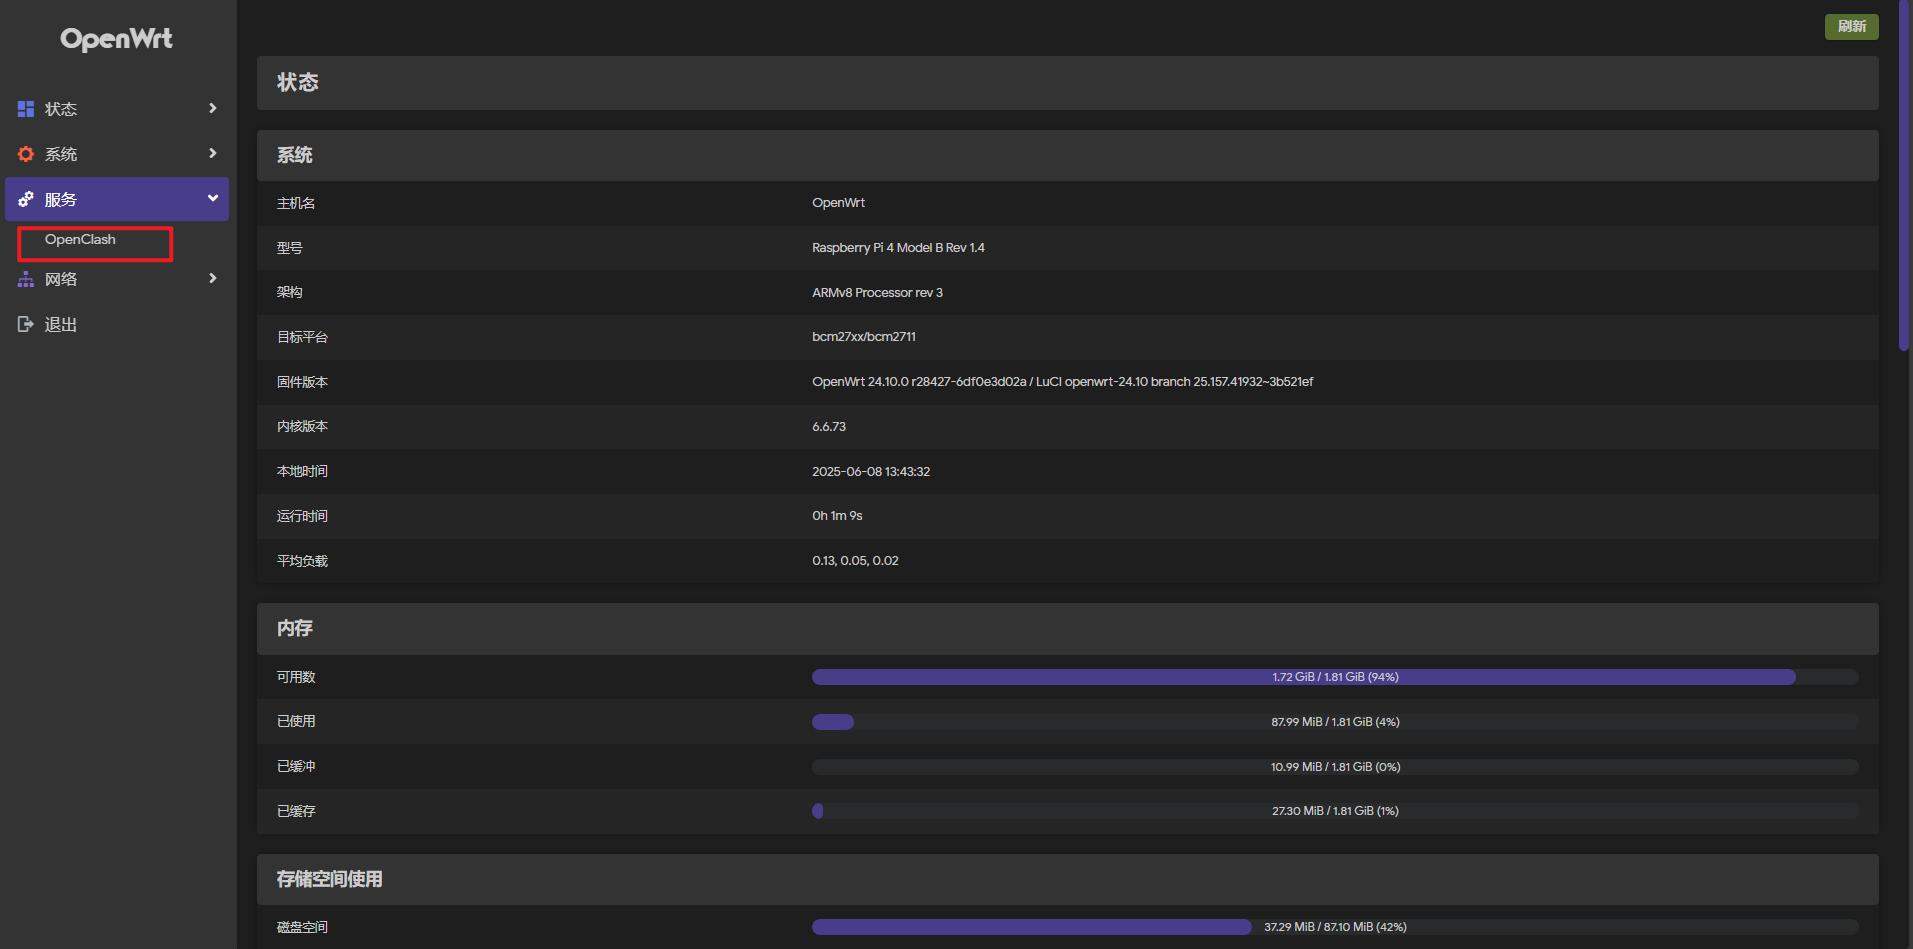 OpenWrt
状态
系统
服务
OpenClash
网络
退出
刷新
状态
系统
主机名 OpenWrt
型号 Raspberry Pi 4 Model B Rev 1.4
架构 ARMv8 Processor rev 3
目标平台 bcm27xx/bcm2711
固件版本 OpenWrt 24.10.0 r28427-6df0e3d02a / LuCI openwrt-24.10 branch 25.157.41932~3b521ef
内核版本 6.6.73
本地时间 2025-06-08 13:43:32
运行时间 0h 1m 9s
平均负载 0.13, 0.05, 0.02
内存
可用数 1.72 GiB / 1.81 GiB (94%)
已使用 87.99 MiB / 1.81 GiB (4%)
已缓冲 10.99 MiB / 1.81 GiB (0%)
已缓存 27.30 MiB / 1.81 GiB (1%)
存储空间使用
磁盘空间 37.29 MiB / 87.10 MiB (42%)